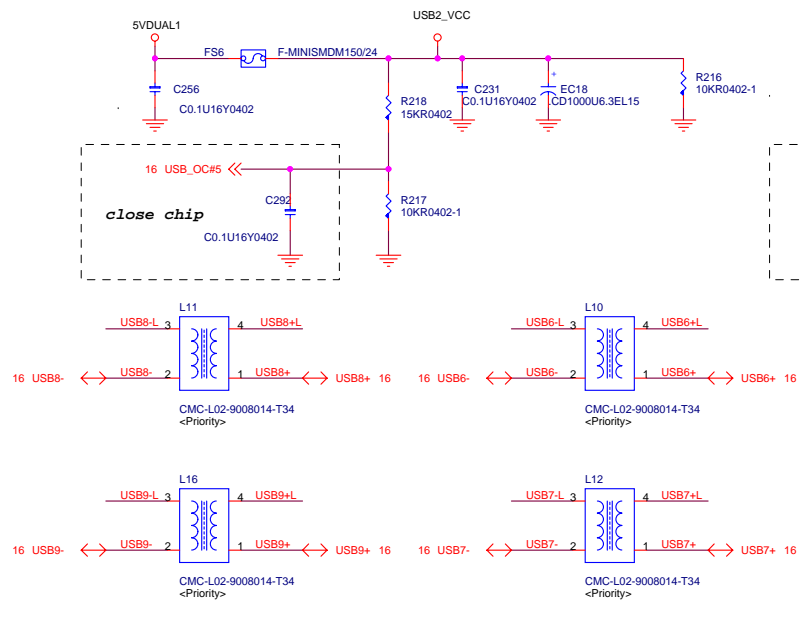 USB2_VCC
5VDUAL1
FS6
F-MINISMDM150/24
C256
C0.1U16Y0402
R218
15KR0402
C231
C0.1U16Y0402
+
EC18
.CD1000U6.3EL15
R216
10KR0402-1
16 USB_OC#5
C292
C0.1U16Y0402
close chip
R217
10KR0402-1
L11
USB8-L 3
4 USB8+L
16 USB8-
USB8- 2
1 USB8+
USB8+ 16
CMC-L02-9008014-T34
<Priority>
L10
USB6-L 3
4 USB6+L
16 USB6-
USB6- 2
1 USB6+
USB6+ 16
CMC-L02-9008014-T34
<Priority>
L16
USB9-L 3
4 USB9+L
16 USB9-
USB9- 2
1 USB9+
USB9+ 16
CMC-L02-9008014-T34
<Priority>
L12
USB7-L 3
4 USB7+L
16 USB7-
USB7- 2
1 USB7+
USB7+ 16
CMC-L02-9008014-T34
<Priority>